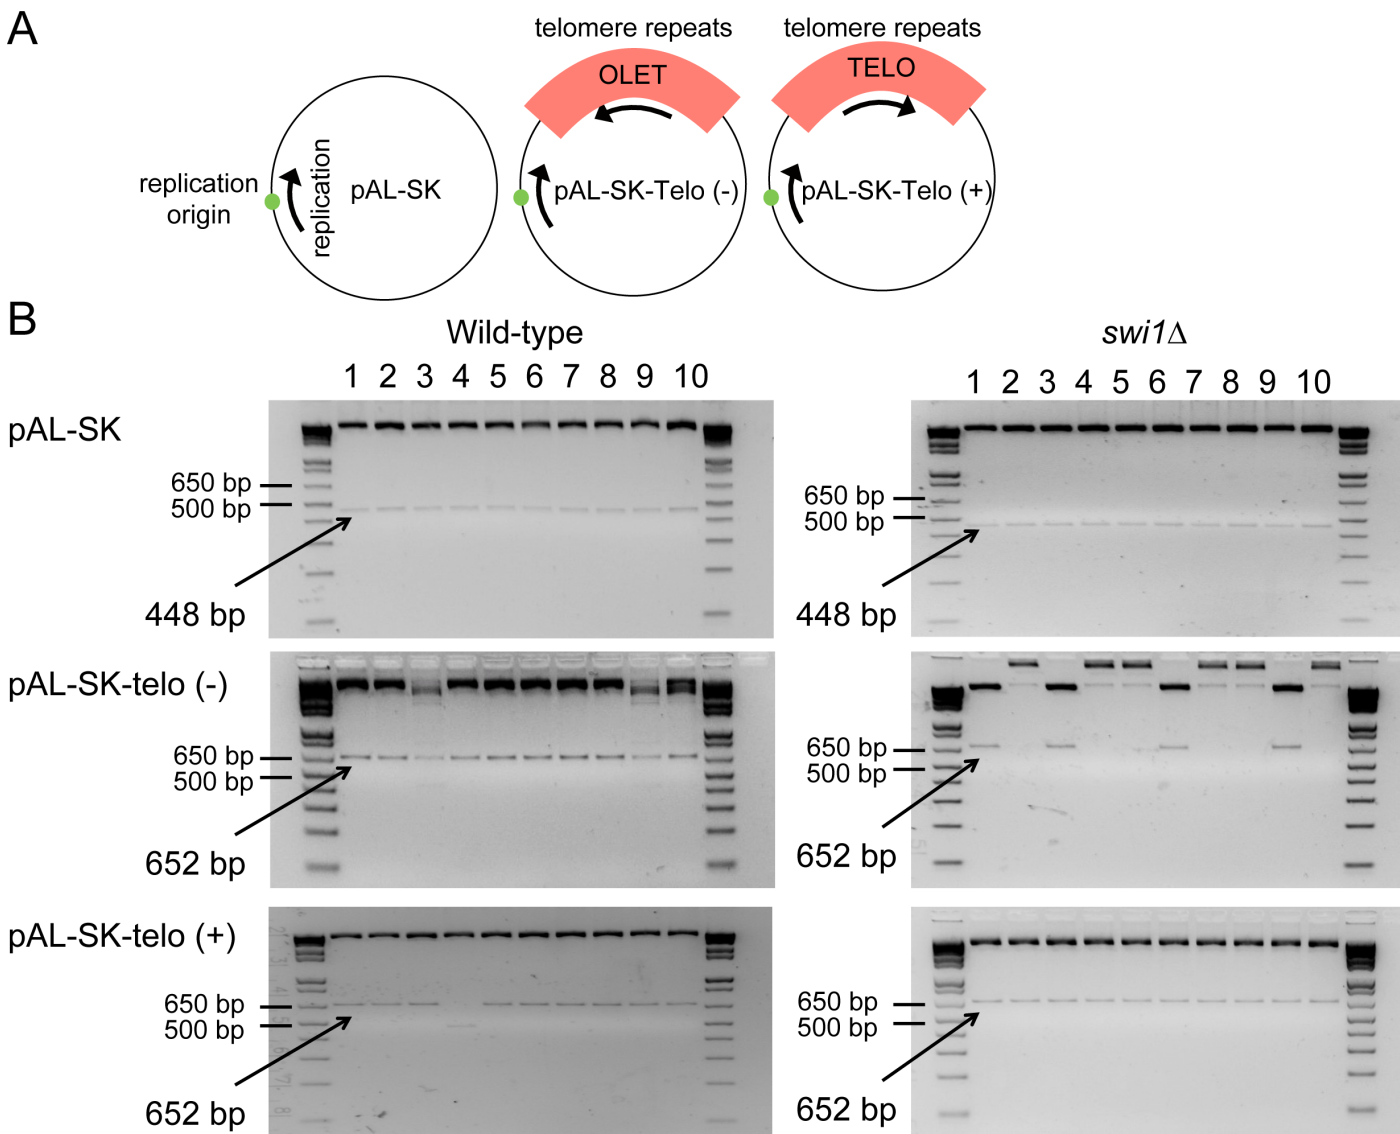 A
telomere repeats
telomere repeats
OLET
TELO
replication
origin
replication
pAL-SK
pAL-SK-Telo (-)
pAL-SK-Telo (+)
B
Wild-type
swi1Δ
1 2 3 4 5 6 7 8 9 10
1 2 3 4 5 6 7 8 9 10
pAL-SK
650 bp
500 bp
448 bp
650 bp
500 bp
448 bp
pAL-SK-telo (-)
650 bp
500 bp
652 bp
650 bp
500 bp
652 bp
pAL-SK-telo (+)
650 bp
500 bp
652 bp
650 bp
500 bp
652 bp